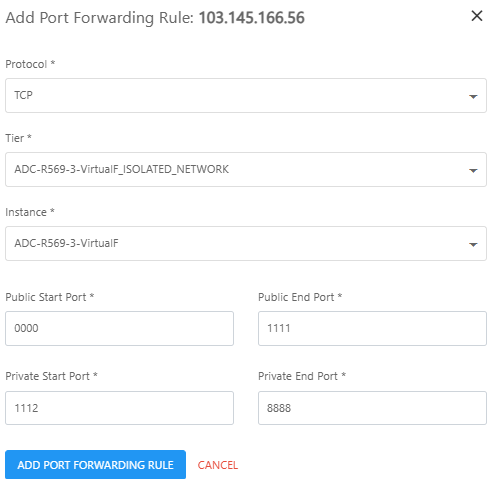 Add Port Forwarding Rule: 103.145.166.56
Protocol *
TCP
Tier *
ADC-R569-3-VirtualF_ISOLATED_NETWORK
Instance *
ADC-R569-3-VirtualF
Public Start Port *
Public End Port *
0000
1111
Private Start Port *
Private End Port *
1112
8888
ADD PORT FORWARDING RULE
CANCEL